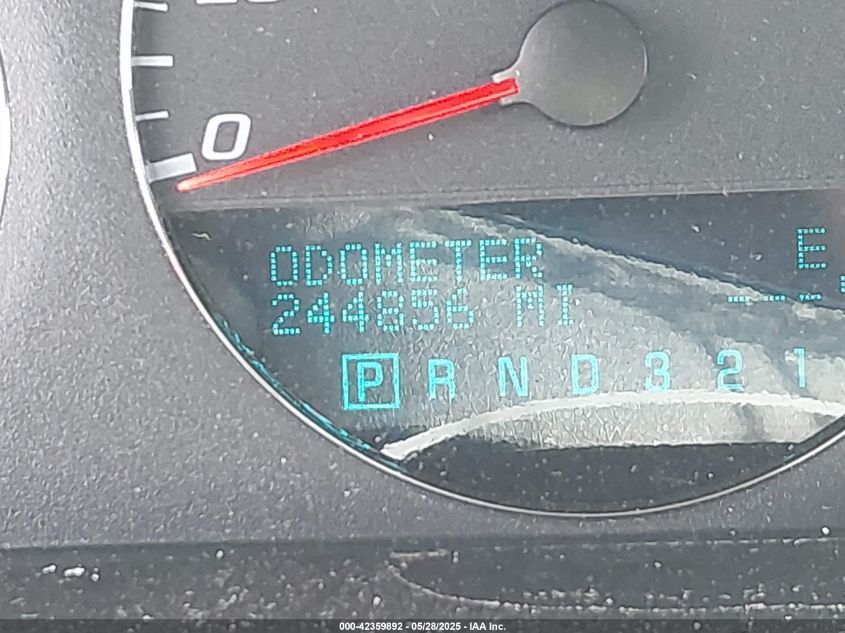 0
ODOMETER
E
244856 MI
P R N D 3 2 1
000-42359892 - 05/28/2025 - IAA Inc.